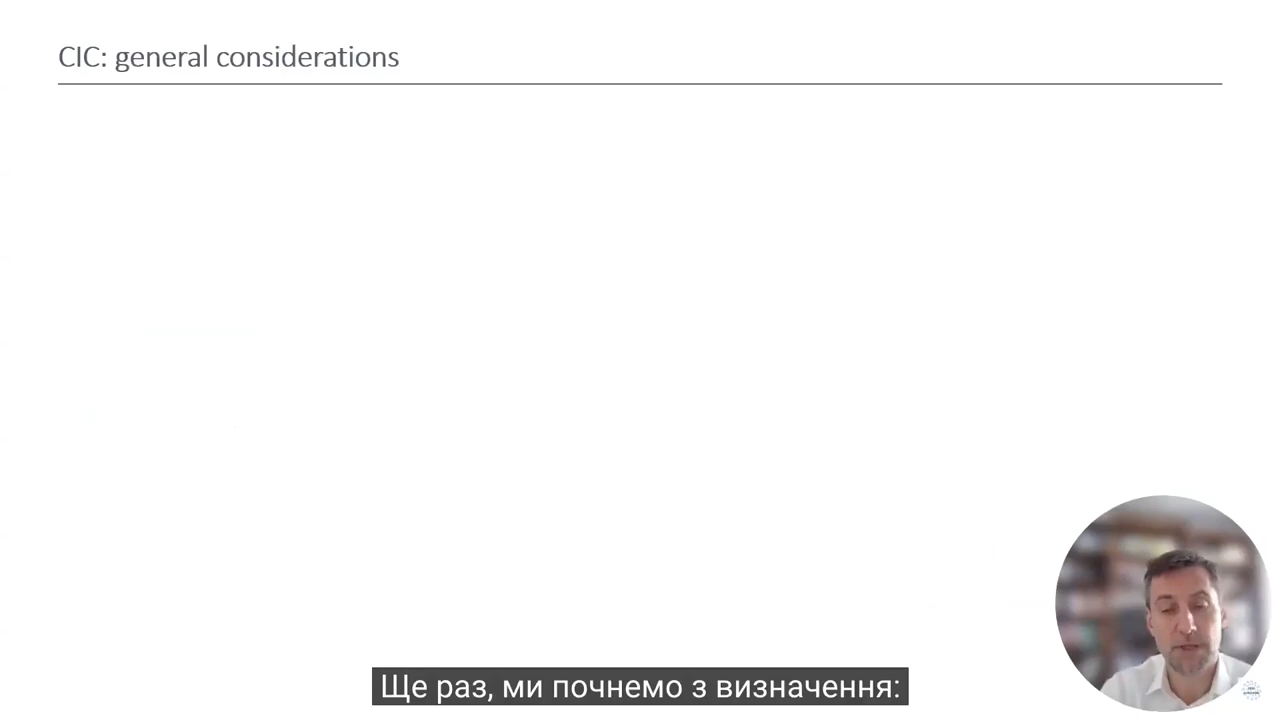 CIC: general considerations
Ще раз, ми почнемо з визначення: